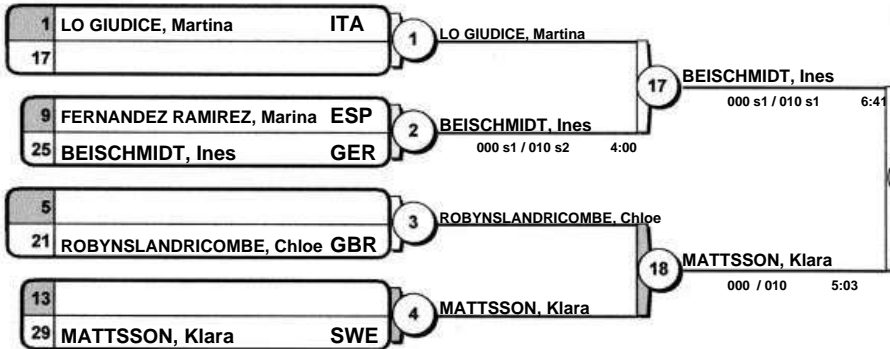 1 LO GIUDICE, Martina ITA
17
1 LO GIUDICE, Martina
9 FERNANDEZ RAMIREZ, Marina ESP
25 BEISCHMIDT, Ines GER
2 BEISCHMIDT, Ines
000 s1 / 010 s2 4:00
17 BEISCHMIDT, Ines
000 s1 / 010 s1 6:41
5
21 ROBYNSLANDRICOMBE, Chloe GBR
3 ROBYNSLANDRICOMBE, Chloe
13
29 MATTSSON, Klara SWE
4 MATTSSON, Klara
18 MATTSSON, Klara
000 / 010 5:03